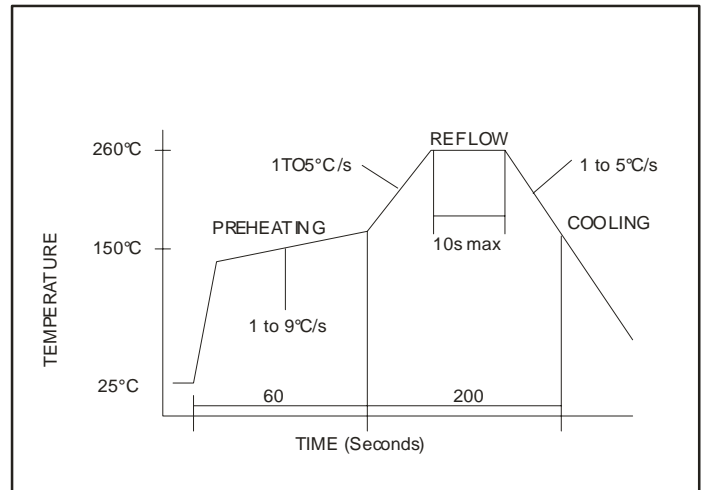 REFLOW
260°C
1TO5°C/s
1 to 5°C/s
PREHEATING
COOLING
10s max
150°C
TEMPERATURE
1 to 9°C/s
25°C
60
200
TIME (Seconds)